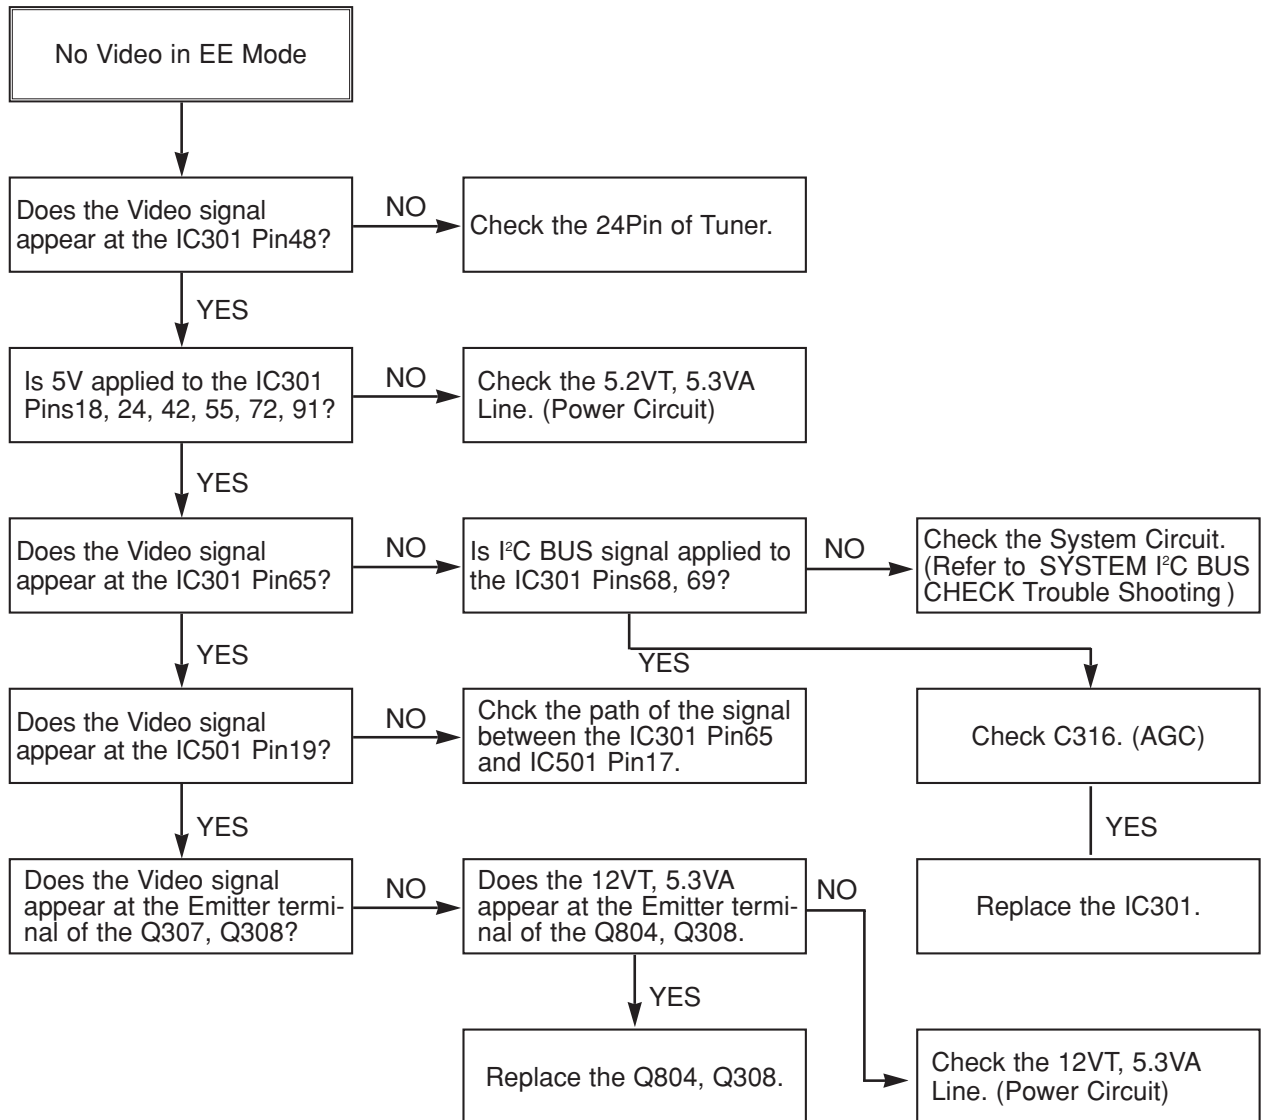 No Video in EE Mode
Does the Video signal
appear at the IC301 Pin48?
NO
Check the 24Pin of Tuner.
YES
Is 5V applied to the IC301
Pins18, 24, 42, 55, 72, 91?
NO
Check the 5.2VT, 5.3VA
Line. (Power Circuit)
YES
Does the Video signal
appear at the IC301 Pin65?
NO
Is I²C BUS signal applied to
the IC301 Pins68, 69?
NO
Check the System Circuit.
(Refer to SYSTEM I²C BUS
CHECK Trouble Shooting )
YES
YES
Does the Video signal
appear at the IC501 Pin19?
NO
Chck the path of the signal
between the IC301 Pin65
and IC501 Pin17.
Check C316. (AGC)
YES
YES
Does the Video signal
appear at the Emitter termi-
nal of the Q307, Q308?
NO
Does the 12VT, 5.3VA
appear at the Emitter termi-
nal of the Q804, Q308.
NO
Replace the IC301.
YES
Replace the Q804, Q308.
Check the 12VT, 5.3VA
Line. (Power Circuit)